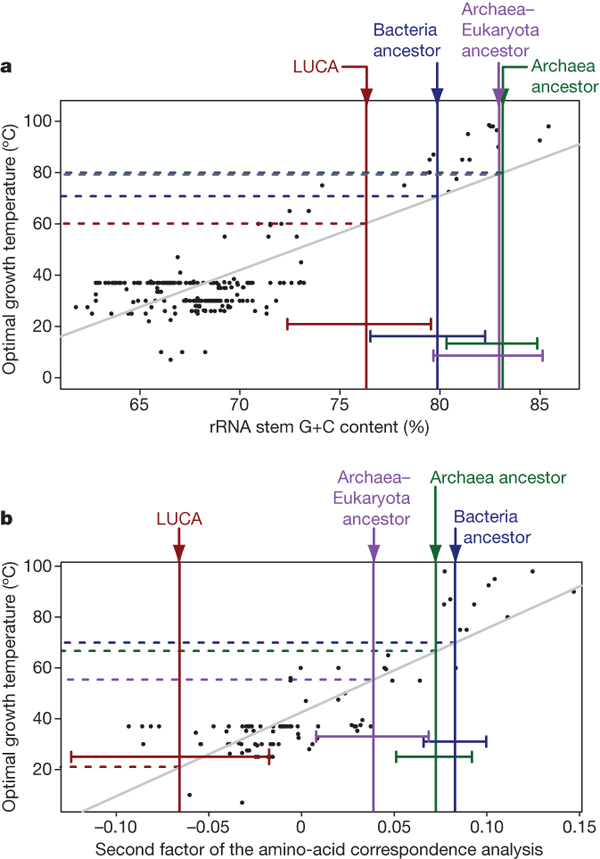 a
LUCA
Bacteria
ancestor
Archaea–
Eukaryota
ancestor
Archaea
ancestor
Optimal growth temperature (°C)
100
80
60
40
20
0
65
70
75
80
85
rRNA stem G+C content (%)
b
LUCA
Archaea–
Eukaryota
ancestor
Archaea ancestor
Bacteria
ancestor
Optimal growth temperature (°C)
100
80
60
40
20
−0.10
−0.05
0
0.05
0.10
0.15
Second factor of the amino-acid correspondence analysis